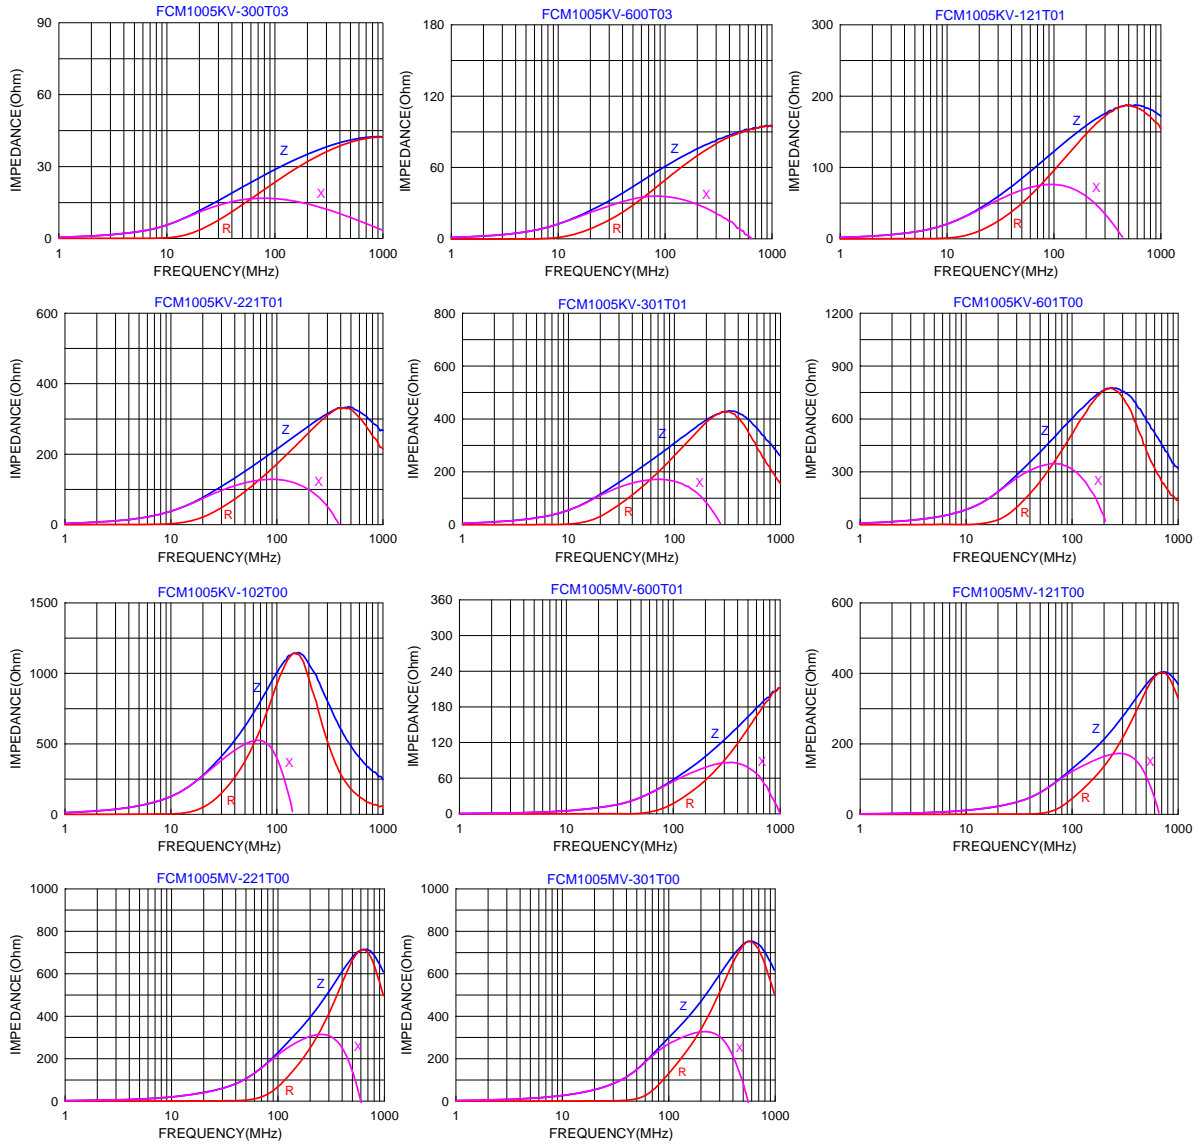 FCM1005KV-300T03
IMPEDANCE(Ohm)
90
60
30
0
Z
X
R
1
10
100
1000
FREQUENCY(MHz)
FCM1005KV-600T03
IMPEDANCE(Ohm)
180
120
60
0
Z
X
R
1
10
100
1000
FREQUENCY(MHz)
FCM1005KV-121T01
IMPEDANCE(Ohm)
300
200
100
0
Z
X
R
1
10
100
1000
FREQUENCY(MHz)
FCM1005KV-221T01
IMPEDANCE(Ohm)
600
400
200
0
Z
X
R
1
10
100
1000
FREQUENCY(MHz)
FCM1005KV-301T01
IMPEDANCE(Ohm)
800
600
400
200
0
Z
X
R
1
10
100
1000
FREQUENCY(MHz)
FCM1005KV-601T00
IMPEDANCE(Ohm)
1200
900
600
300
0
Z
X
R
1
10
100
1000
FREQUENCY(MHz)
FCM1005KV-102T00
IMPEDANCE(Ohm)
1500
1000
500
0
Z
X
R
1
10
100
1000
FREQUENCY(MHz)
FCM1005MV-600T01
IMPEDANCE(Ohm)
360
300
240
180
120
60
0
Z
X
R
1
10
100
1000
FREQUENCY(MHz)
FCM1005MV-121T00
IMPEDANCE(Ohm)
600
400
200
0
Z
X
R
1
10
100
1000
FREQUENCY(MHz)
FCM1005MV-221T00
IMPEDANCE(Ohm)
1000
800
600
400
200
0
Z
X
R
1
10
100
1000
FREQUENCY(MHz)
FCM1005MV-301T00
IMPEDANCE(Ohm)
1000
800
600
400
200
0
Z
X
R
1
10
100
1000
FREQUENCY(MHz)